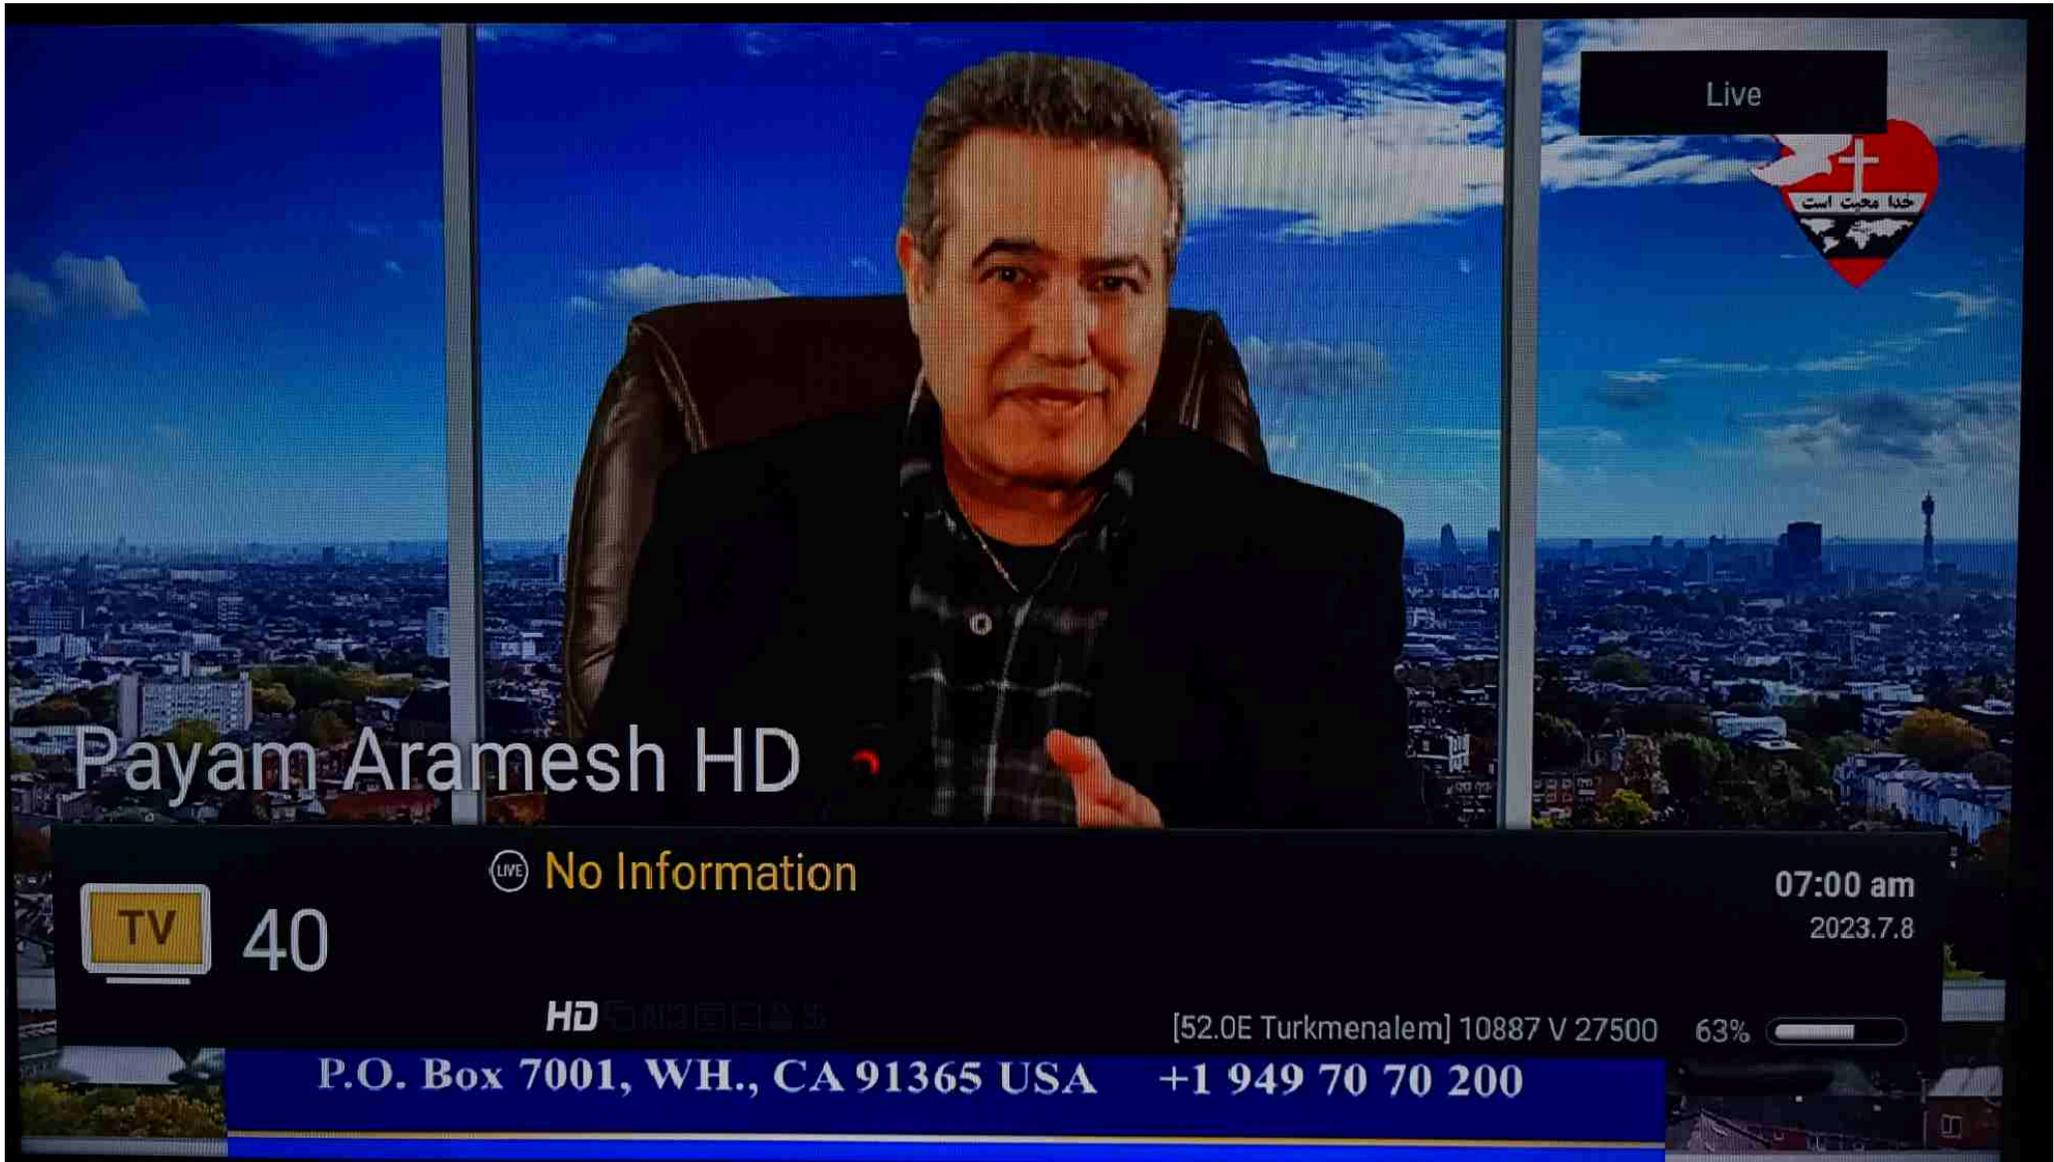 Live
خدا محبت است
Payam Aramesh HD
LIVE No Information
07:00 am
TV 40
2023.7.8
HD
[52.0E Turkmenalem] 10887 V 27500 63%
P.O. Box 7001, WH., CA 91365 USA +1 949 70 70 200